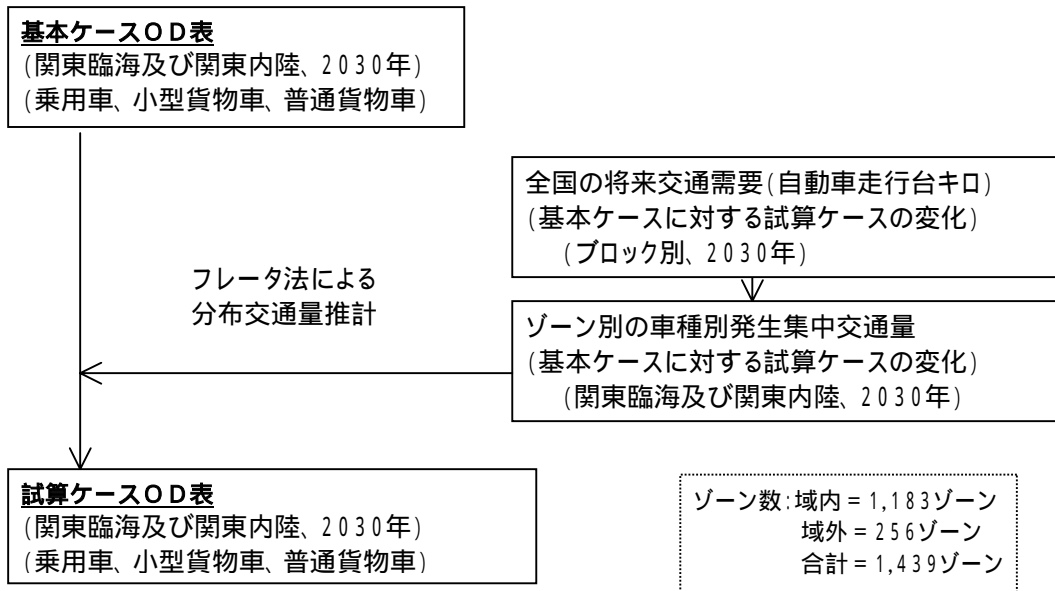 基本ケースOD表
(関東臨海及び関東内陸、2030年)
(乗用車、小型貨物車、普通貨物車)
全国の将来交通需要(自動車走行台キロ)
(基本ケースに対する試算ケースの変化)
(ブロック別、2030年)
フレータ法による
分布交通量推計
ゾーン別の車種別発生集中交通量
(基本ケースに対する試算ケースの変化)
(関東臨海及び関東内陸、2030年)
試算ケースOD表
(関東臨海及び関東内陸、2030年)
(乗用車、小型貨物車、普通貨物車)
ゾーン数:域内=1,183ゾーン
域外=256ゾーン
合計=1,439ゾーン